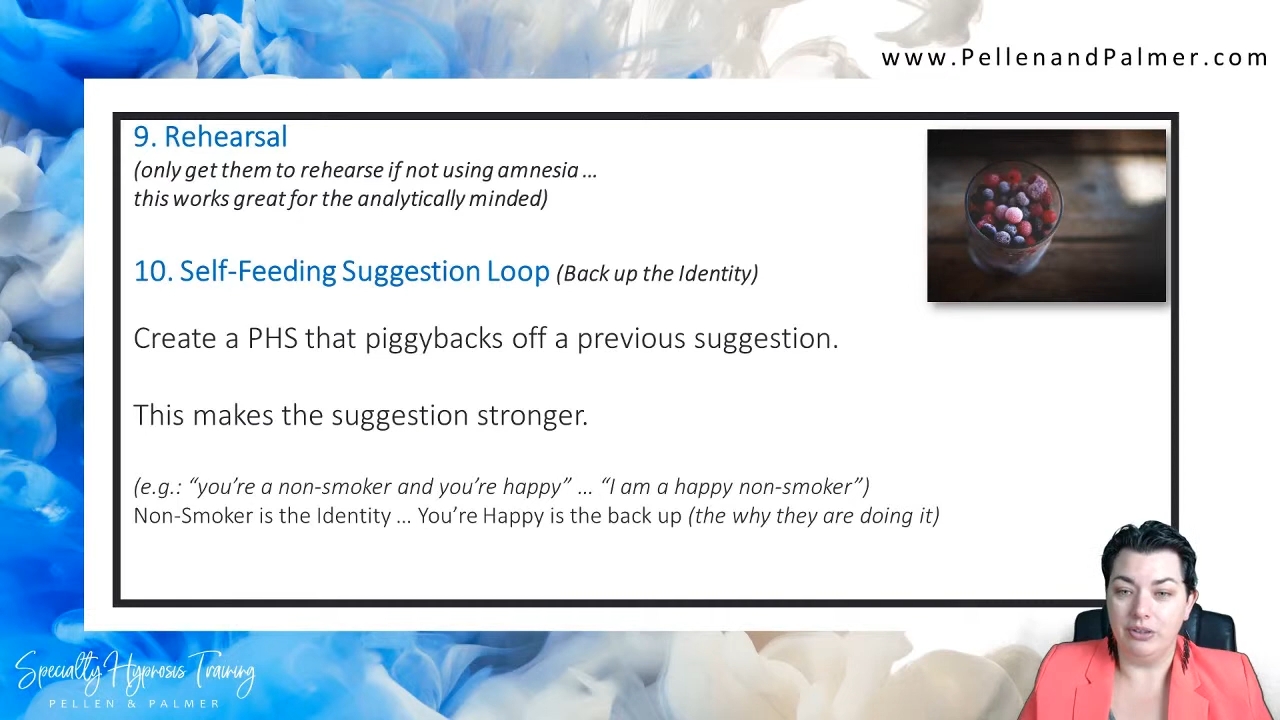 www.PellenandPalmer.com
9. Rehearsal
(only get them to rehearse if not using amnesia ...
this works great for the analytically minded)
10. Self-Feeding Suggestion Loop (Back up the Identity)
Create a PHS that piggybacks off a previous suggestion.
This makes the suggestion stronger.
(e.g.: “you’re a non-smoker and you’re happy” ... “I am a happy non-smoker”)
Non-Smoker is the Identity ... You’re Happy is the back up (the why they are doing it)
Specialty Hypnosis Training
PELLEN & PALMER